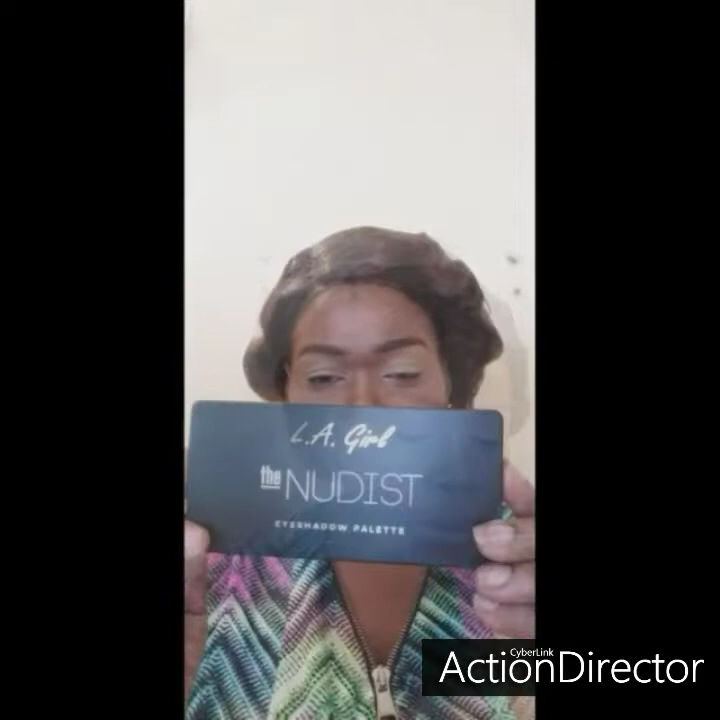 L.A. Girl
the NUDIST
EYESHADOW PALETTE
CyberLink
ActionDirector